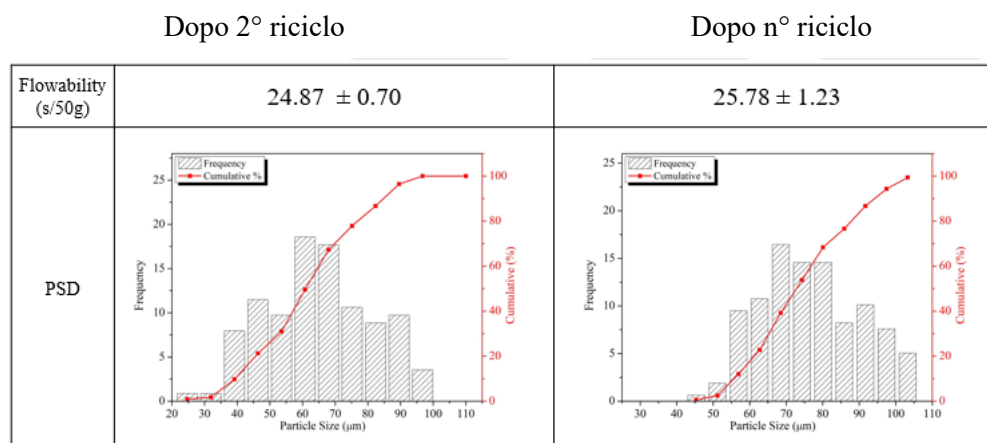 Dopo 2° riciclo
Dopo n° riciclo
Flowability
(s/50g)
24.87 ± 0.70
25.78 ± 1.23
PSD
Frequency
Cumulative %
25
20
15
10
5
0
Frequency
100
80
60
40
20
0
Cumulative (%)
20 30 40 50 60 70 80 90 100 110
Particle Size (μm)
Frequency
Cumulative %
25
20
15
10
5
0
Frequency
100
80
60
40
20
0
Cumulative (%)
30 40 50 60 70 80 90 100 110
Particle Size (μm)